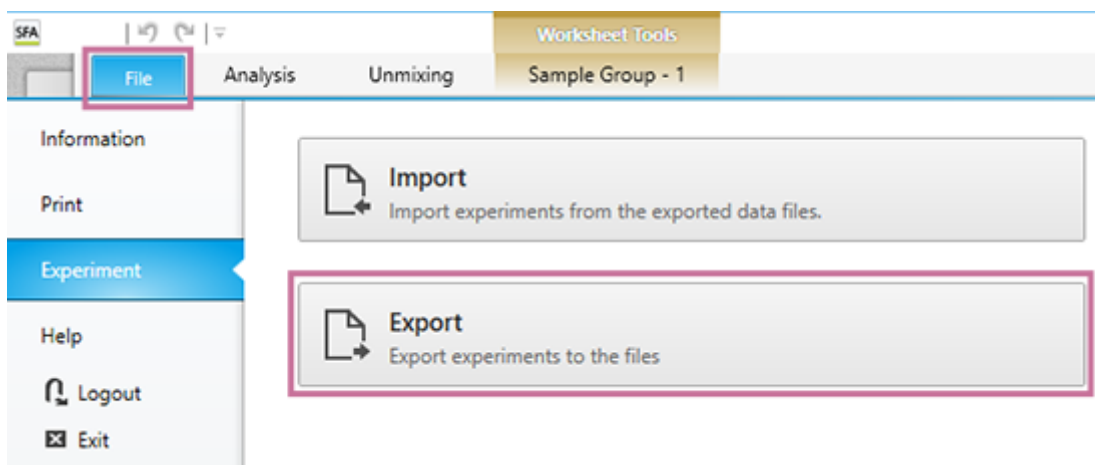 SFA
Worksheet Tools
File
Analysis
Unmixing
Sample Group - 1
Information
Print
Experiment
Help
Logout
Exit
Import
Import experiments from the exported data files.
Export
Export experiments to the files